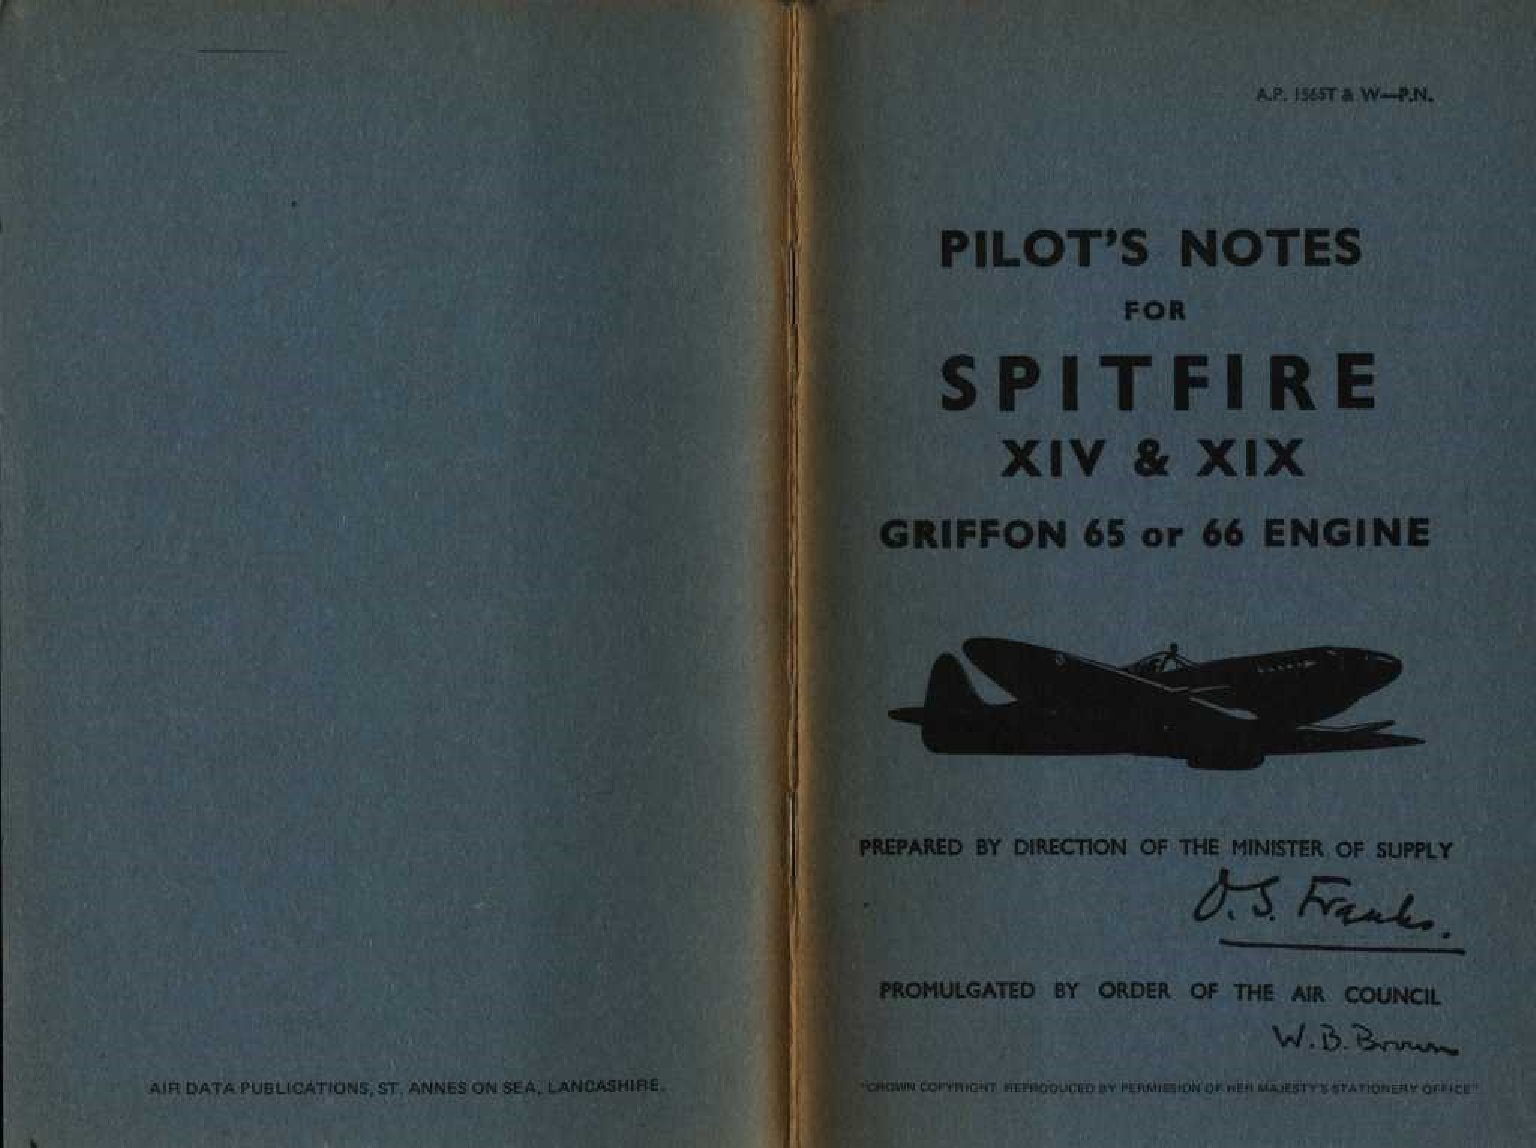 AIR DATA PUBLICATIONS, ST. ANNES ON SEA, LANCASHIRE.
A.P. 1565T & W—P.N.
PILOT'S NOTES
FOR
SPITFIRE
XIV & XIX
GRIFFON 65 or 66 ENGINE
PREPARED BY DIRECTION OF THE MINISTER OF SUPPLY
O.S. Franks.
PROMULGATED BY ORDER OF THE AIR COUNCIL
W.B. Brown
"CROWN COPYRIGHT. REPRODUCED BY PERMISSION OF HER MAJESTY'S STATIONERY OFFICE"